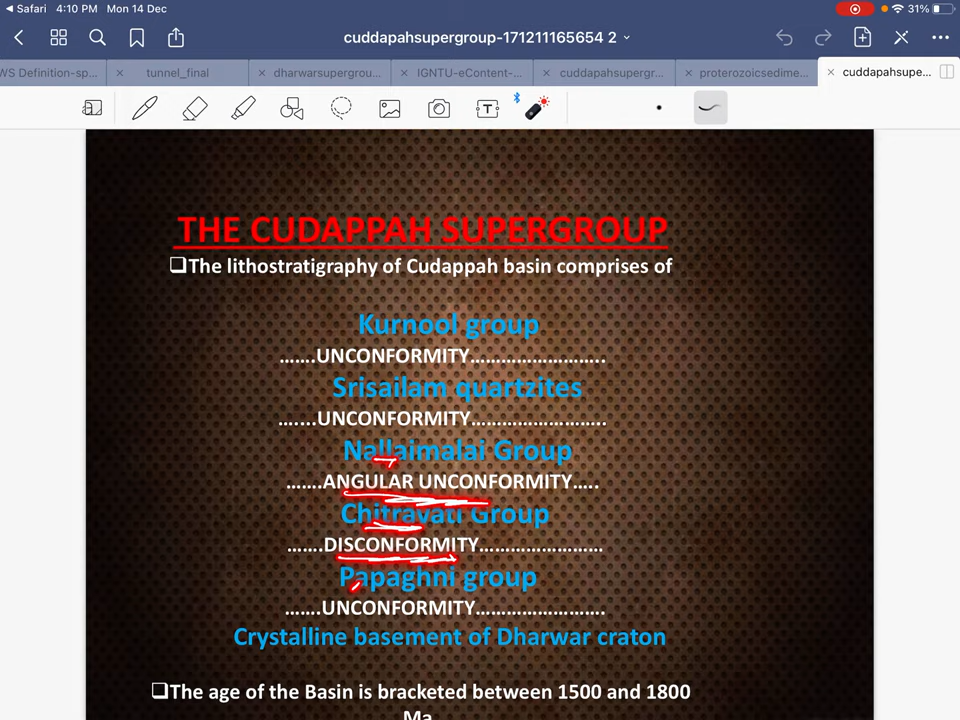 Safari 4:10 PM Mon 14 Dec 31%
cuddapahsupergroup-171211165654 2
WS Definition-sp... tunnel_final dharwarsupergrou... IGNTU-eContent-... cuddapahsupergr... proterozoicsedime... cuddapahsupe...
THE CUDAPPAH SUPERGROUP
❑The lithostratigraphy of Cudappah basin comprises of
Kurnool group
.......UNCONFORMITY..........................
Srisailam quartzites
.......UNCONFORMITY..........................
Nallaimalai Group
.......ANGULAR UNCONFORMITY.....
Chitravati Group
.......DISCONFORMITY........................
Papaghni group
.......UNCONFORMITY.........................
Crystalline basement of Dharwar craton
❑The age of the Basin is bracketed between 1500 and 1800
Ma